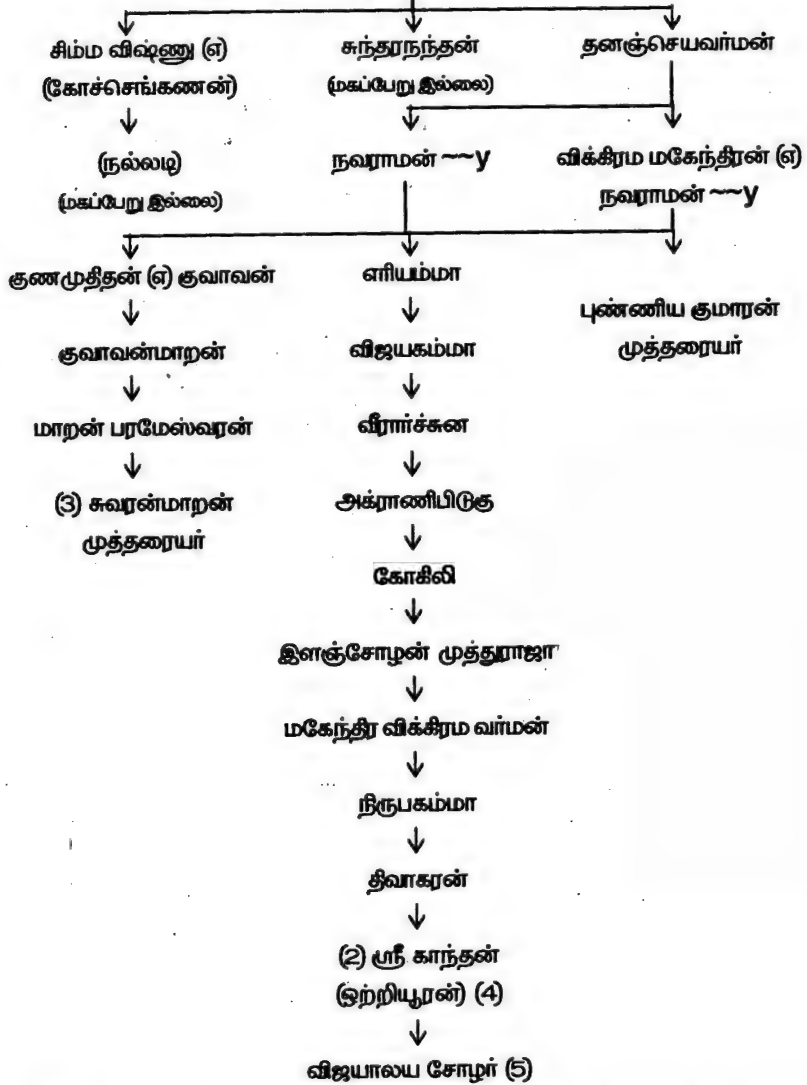 சிம்ம விஷ்ணு (எ) சுந்தரநந்தன் தனஞ்செயவர்மன்
(கோச்செங்கணன்) (மகப்பேறு இல்லை)
(நல்லடி) நவராமன் ~~y விக்கிரம மகேந்திரன் (எ)
(மகப்பேறு இல்லை) நவராமன் ~~y
குணமுதிதன் (எ) குவாவன் எரியம்மா
புண்ணிய குமாரன்
குவாவன்மாறன் விஜயகம்மா முத்தரையர்
மாறன் பரமேஸ்வரன் வீரார்ச்சுன
(3) சுவரன்மாறன் அக்ராணிபிடுகு
முத்தரையர்
கோகிலி
இளஞ்சோழன் முத்துராஜா
மகேந்திர விக்கிரம வர்மன்
நிருபகம்மா
திவாகரன்
(2) ஸ்ரீ காந்தன்
(ஒற்றியூரன்) (4)
விஜயாலய சோழர் (5)